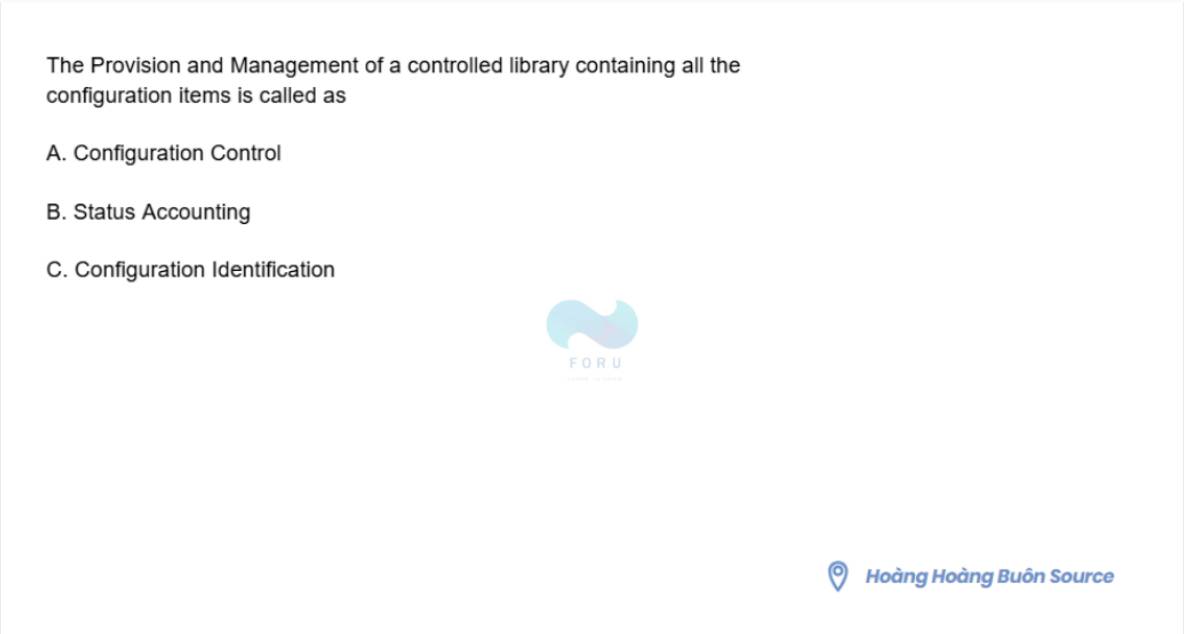 The Provision and Management of a controlled library containing all the
configuration items is called as
A. Configuration Control
B. Status Accounting
C. Configuration Identification
FORU
Hoàng Hoàng Buôn Source